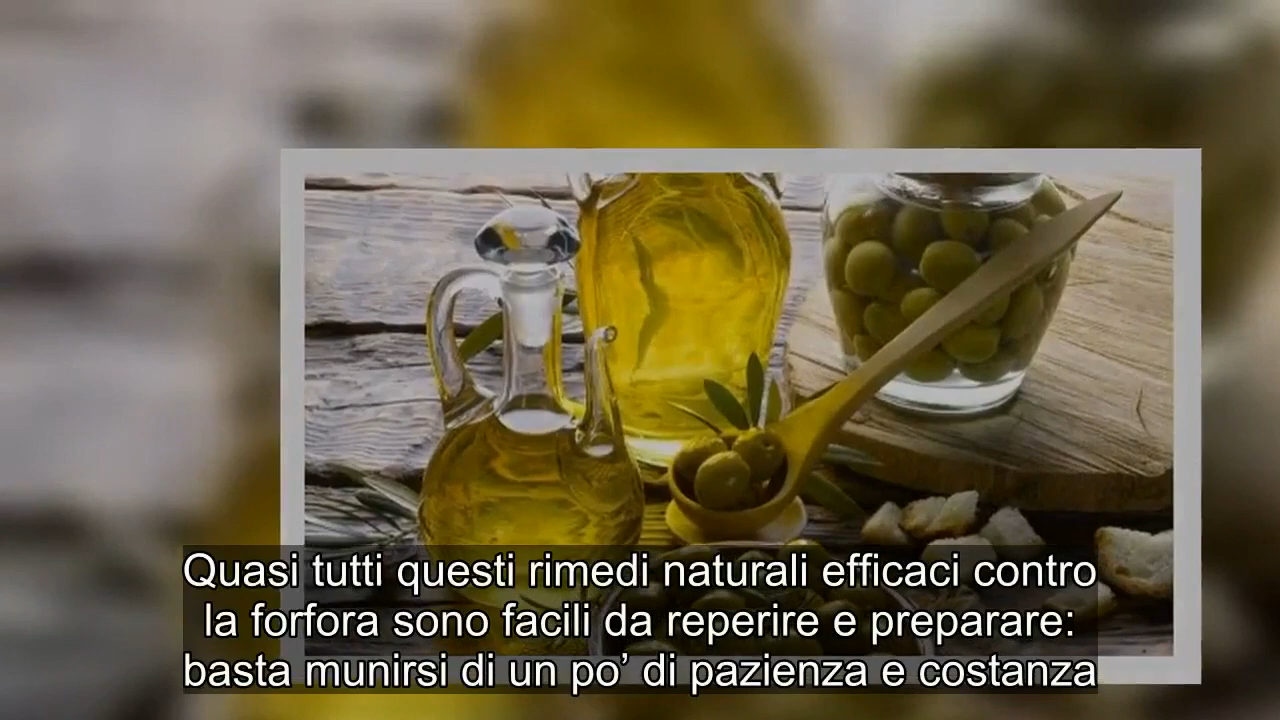 Quasi tutti questi rimedi naturali efficaci contro
la forfora sono facili da reperire e preparare:
basta munirsi di un po’ di pazienza e costanza